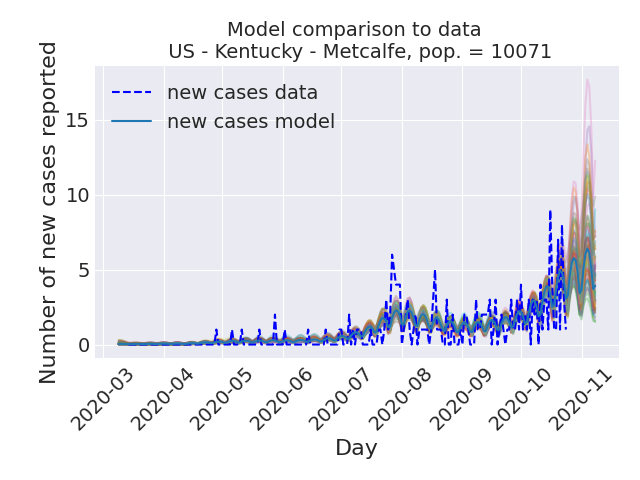 Model comparison to data
US - Kentucky - Metcalfe, pop. = 10071
new cases data
new cases model
Number of new cases reported
15
10
5
0
2020-03
2020-04
2020-05
2020-06
2020-07
2020-08
2020-09
2020-10
2020-11
Day